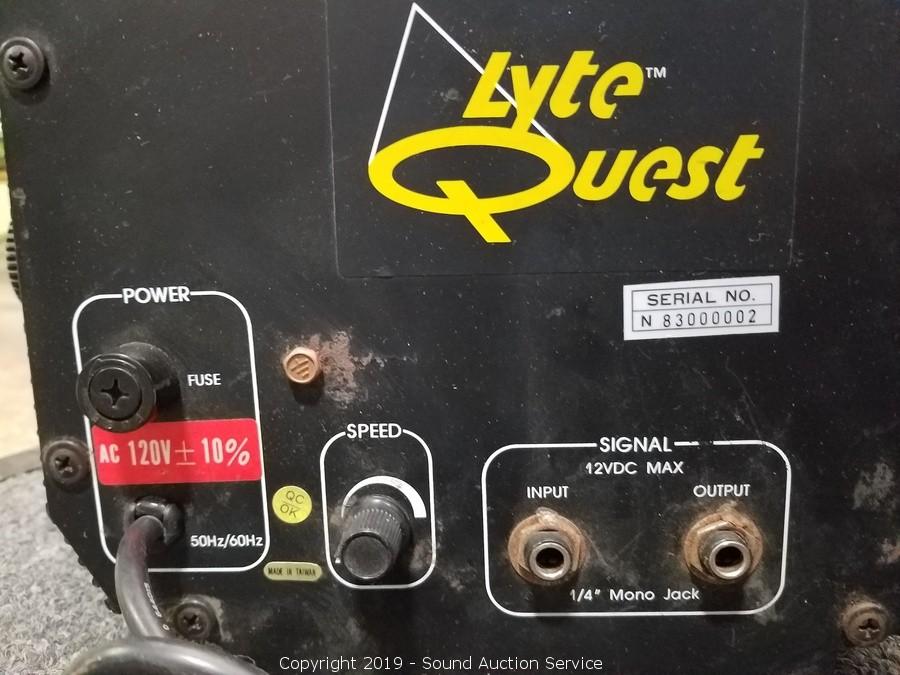 Lyte™
Quest
SERIAL NO.
N 83000002
POWER
FUSE
AC 120V ± 10%
50Hz/60Hz
QC
OK
MADE IN TAIWAN
SPEED
SIGNAL
12VDC MAX
INPUT
OUTPUT
1/4" Mono Jack
Copyright 2019 - Sound Auction Service